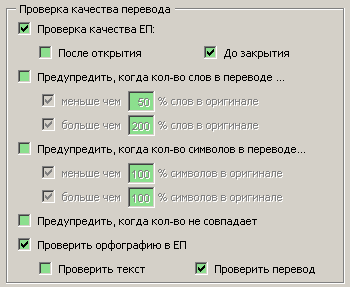 Проверка качества перевода
Проверка качества ЕП:
После открытия До закрытия
Предупредить, когда кол-во слов в переводе ...
меньше чем 50 % слов в оригинале
больше чем 200 % слов в оригинале
Предупредить, когда кол-во символов в переводе...
меньше чем 100 % символов в оригинале
больше чем 100 % символов в оригинале
Предупредить, когда кол-во не совпадает
Проверить орфографию в ЕП
Проверить текст Проверить перевод